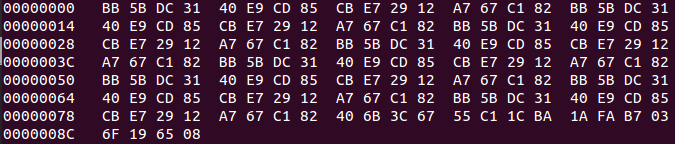 00000000 BB 5B DC 31 40 E9 CD 85 CB E7 29 12 A7 67 C1 82 BB 5B DC 31
00000014 40 E9 CD 85 CB E7 29 12 A7 67 C1 82 BB 5B DC 31 40 E9 CD 85
00000028 CB E7 29 12 A7 67 C1 82 BB 5B DC 31 40 E9 CD 85 CB E7 29 12
0000003C A7 67 C1 82 BB 5B DC 31 40 E9 CD 85 CB E7 29 12 A7 67 C1 82
00000050 BB 5B DC 31 40 E9 CD 85 CB E7 29 12 A7 67 C1 82 BB 5B DC 31
00000064 40 E9 CD 85 CB E7 29 12 A7 67 C1 82 BB 5B DC 31 40 E9 CD 85
00000078 CB E7 29 12 A7 67 C1 82 40 6B 3C 67 55 C1 1C BA 1A FA B7 03
0000008C 6F 19 65 08